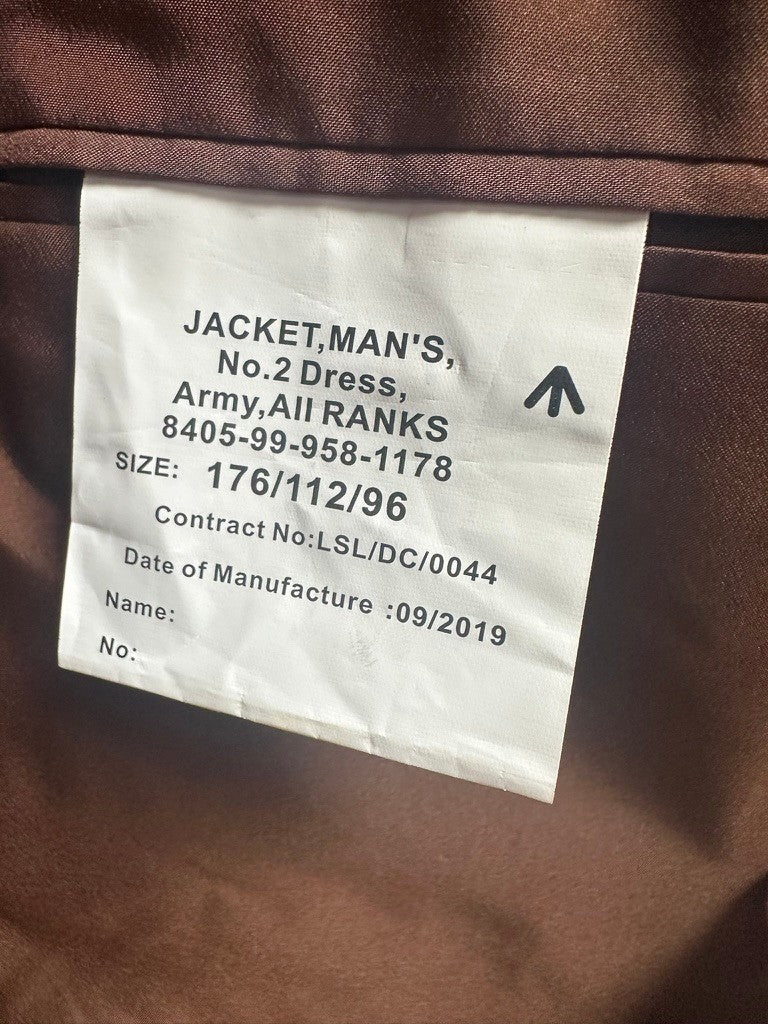 JACKET,MAN'S,
No.2 Dress,
Army,All RANKS
8405-99-958-1178
SIZE: 176/112/96
Contract No:LSL/DC/0044
Date of Manufacture :09/2019
Name:
No: